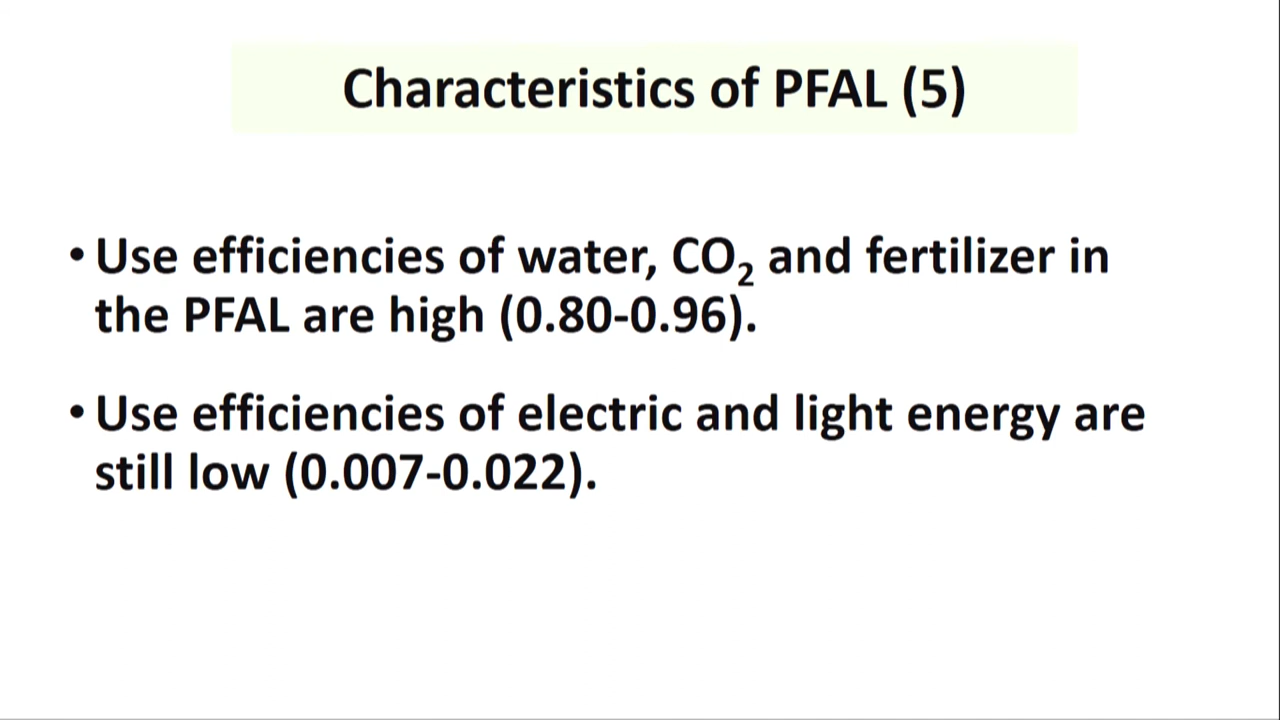 Characteristics of PFAL (5)
• Use efficiencies of water, CO₂ and fertilizer in
the PFAL are high (0.80-0.96).
• Use efficiencies of electric and light energy are
still low (0.007-0.022).